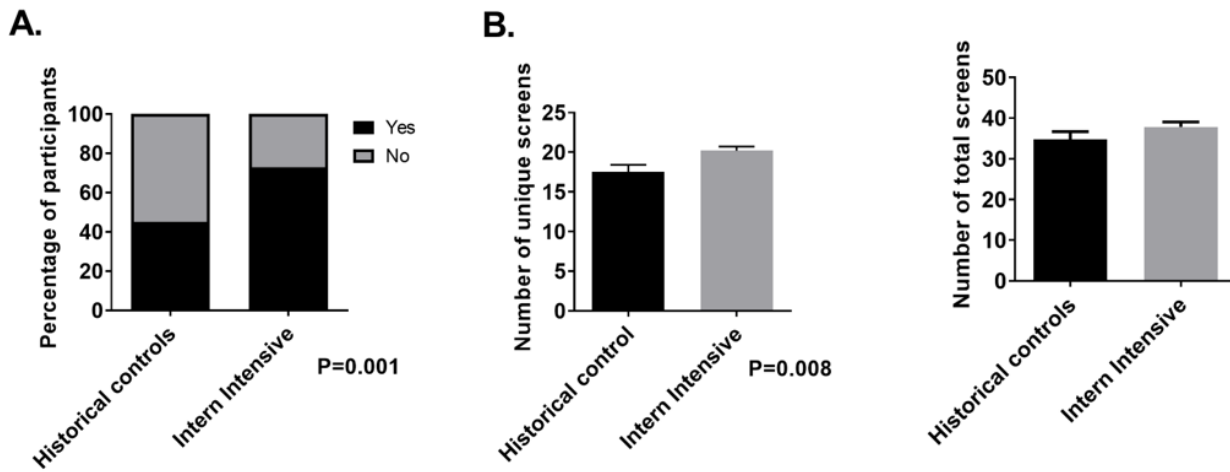 A.
Percentage of participants
100
80
60
40
20
0
Historical controls
Intern Intensive
Yes
No
P=0.001
B.
Number of unique screens
25
20
15
10
5
0
Historical control
Intern Intensive
P=0.008
Number of total screens
50
40
30
20
10
0
Historical controls
Intern Intensive